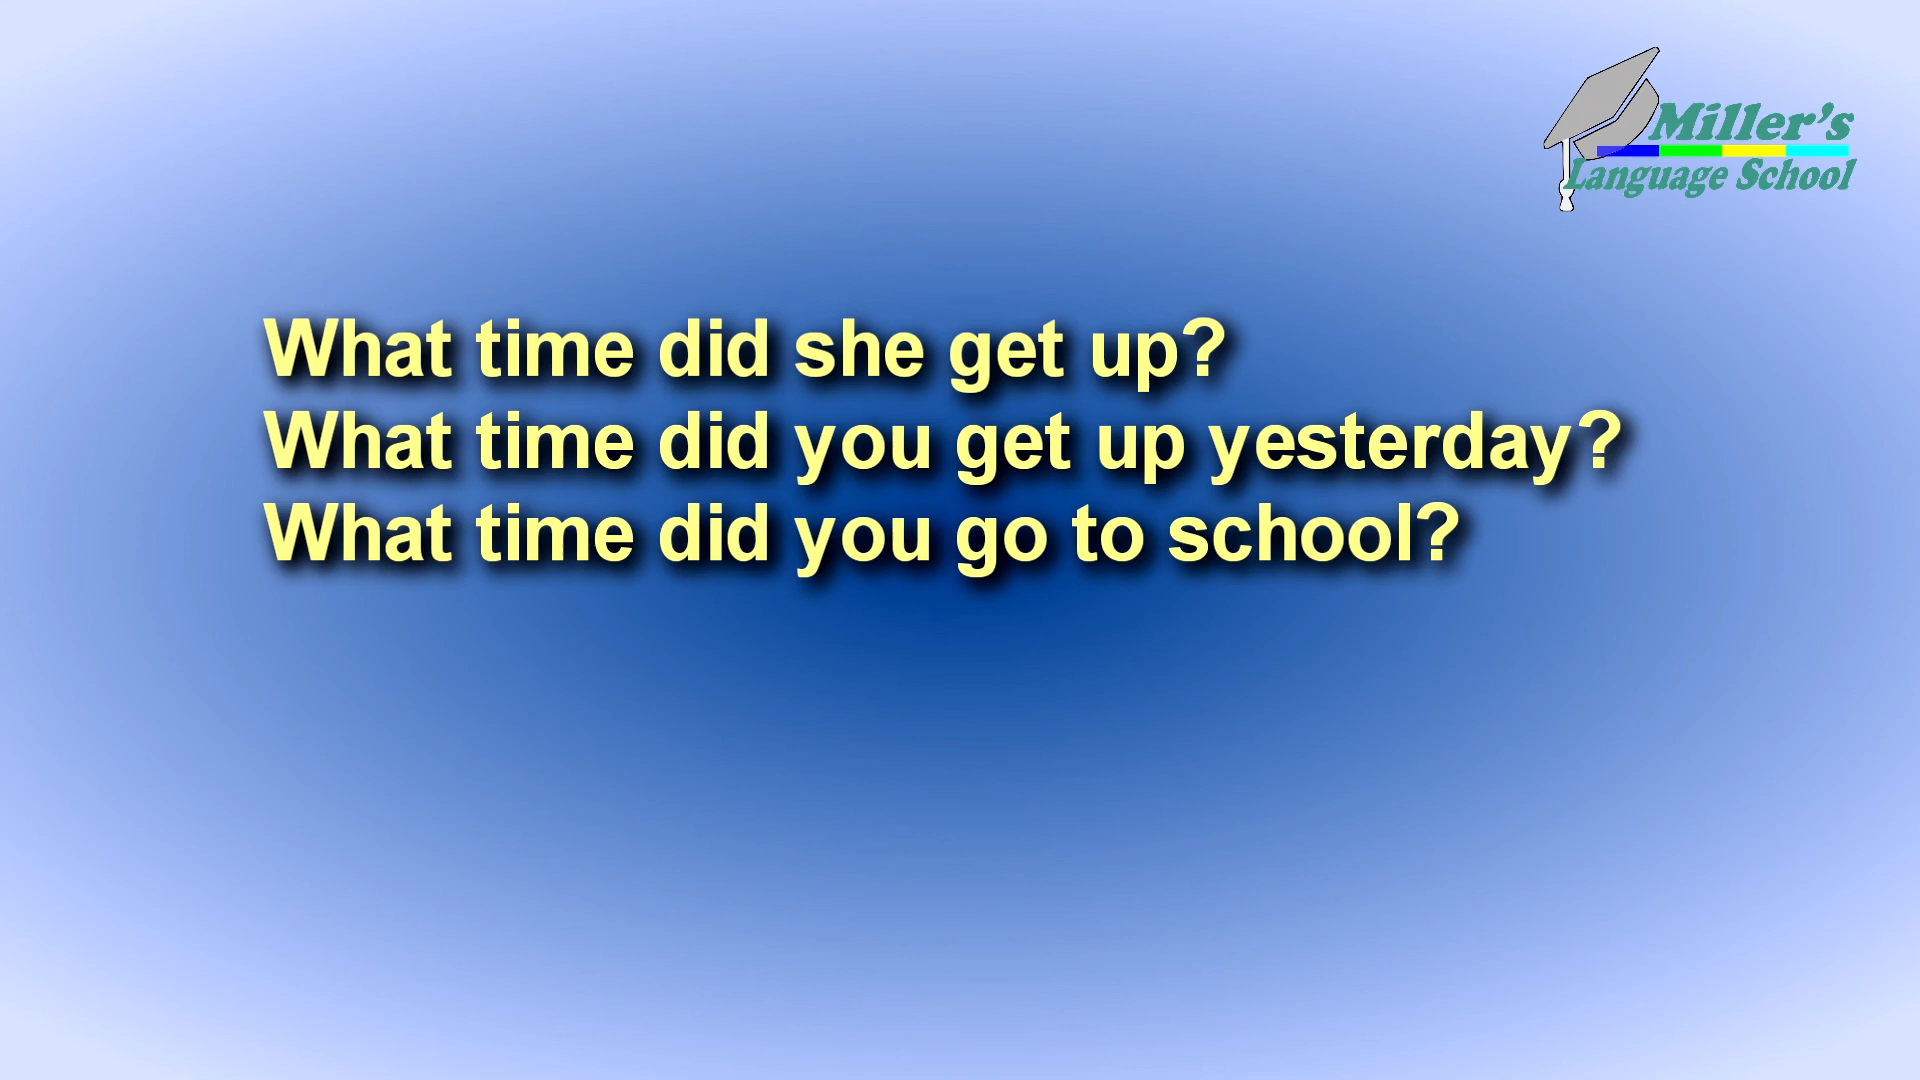 Miller's
Language School
What time did she get up?
What time did you get up yesterday?
What time did you go to school?